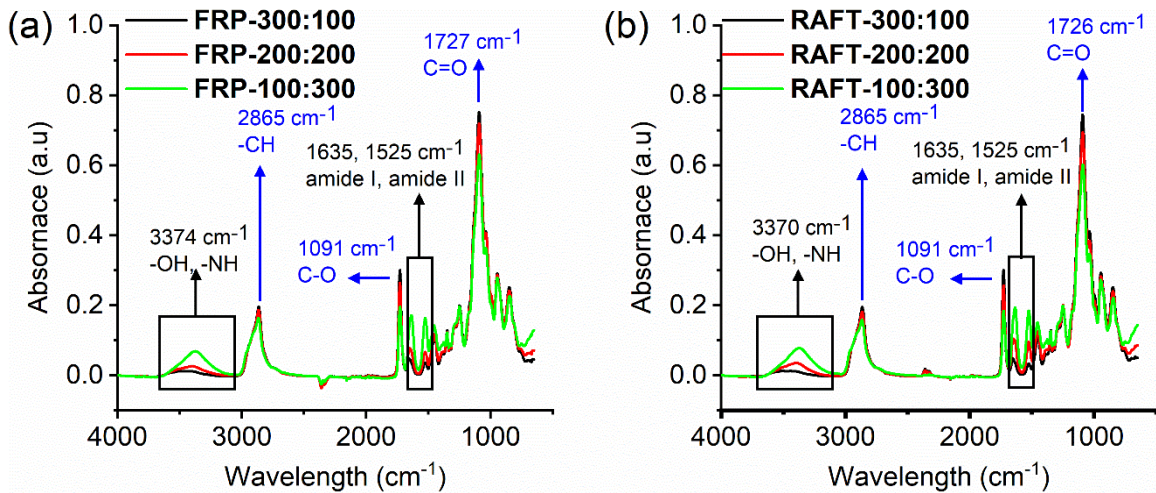 (a)
FRP-300:100
FRP-200:200
FRP-100:300
1727 cm⁻¹
C=O
2865 cm⁻¹
-CH
1635, 1525 cm⁻¹
amide I, amide II
3374 cm⁻¹
-OH, -NH
1091 cm⁻¹
C-O
Absornace (a.u)
1.0
0.8
0.6
0.4
0.2
0.0
4000
3000
2000
1000
Wavelength (cm⁻¹)
(b)
RAFT-300:100
RAFT-200:200
RAFT-100:300
1726 cm⁻¹
C=O
2865 cm⁻¹
-CH
1635, 1525 cm⁻¹
amide I, amide II
3370 cm⁻¹
-OH, -NH
1091 cm⁻¹
C-O
Absornace (a.u)
1.0
0.8
0.6
0.4
0.2
0.0
4000
3000
2000
1000
Wavelength (cm⁻¹)